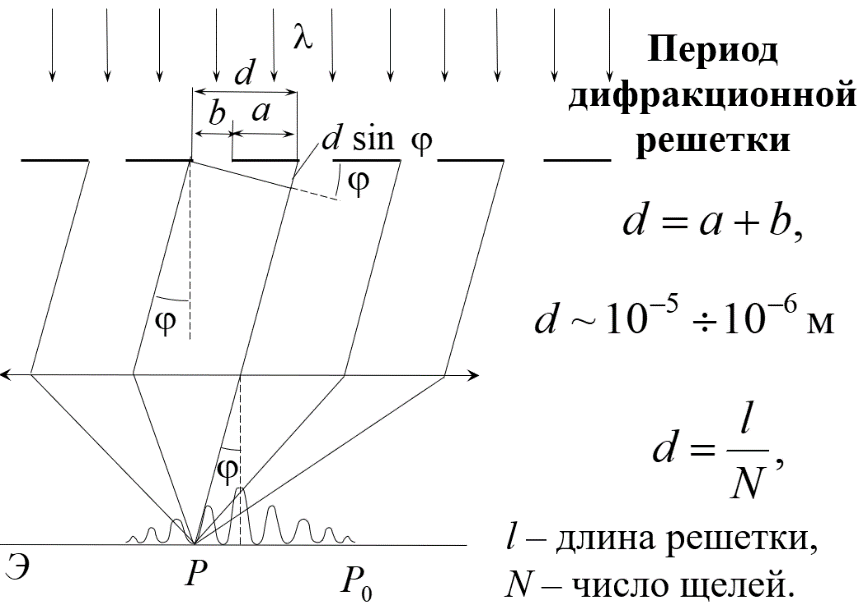 λ
d
b a
d sin φ
φ
φ
φ
Э P P₀
Период
дифракционной
решетки
d = a + b,
d ~ 10⁻⁵ ÷ 10⁻⁶ м
d = l/N,
l – длина решетки,
N – число щелей.